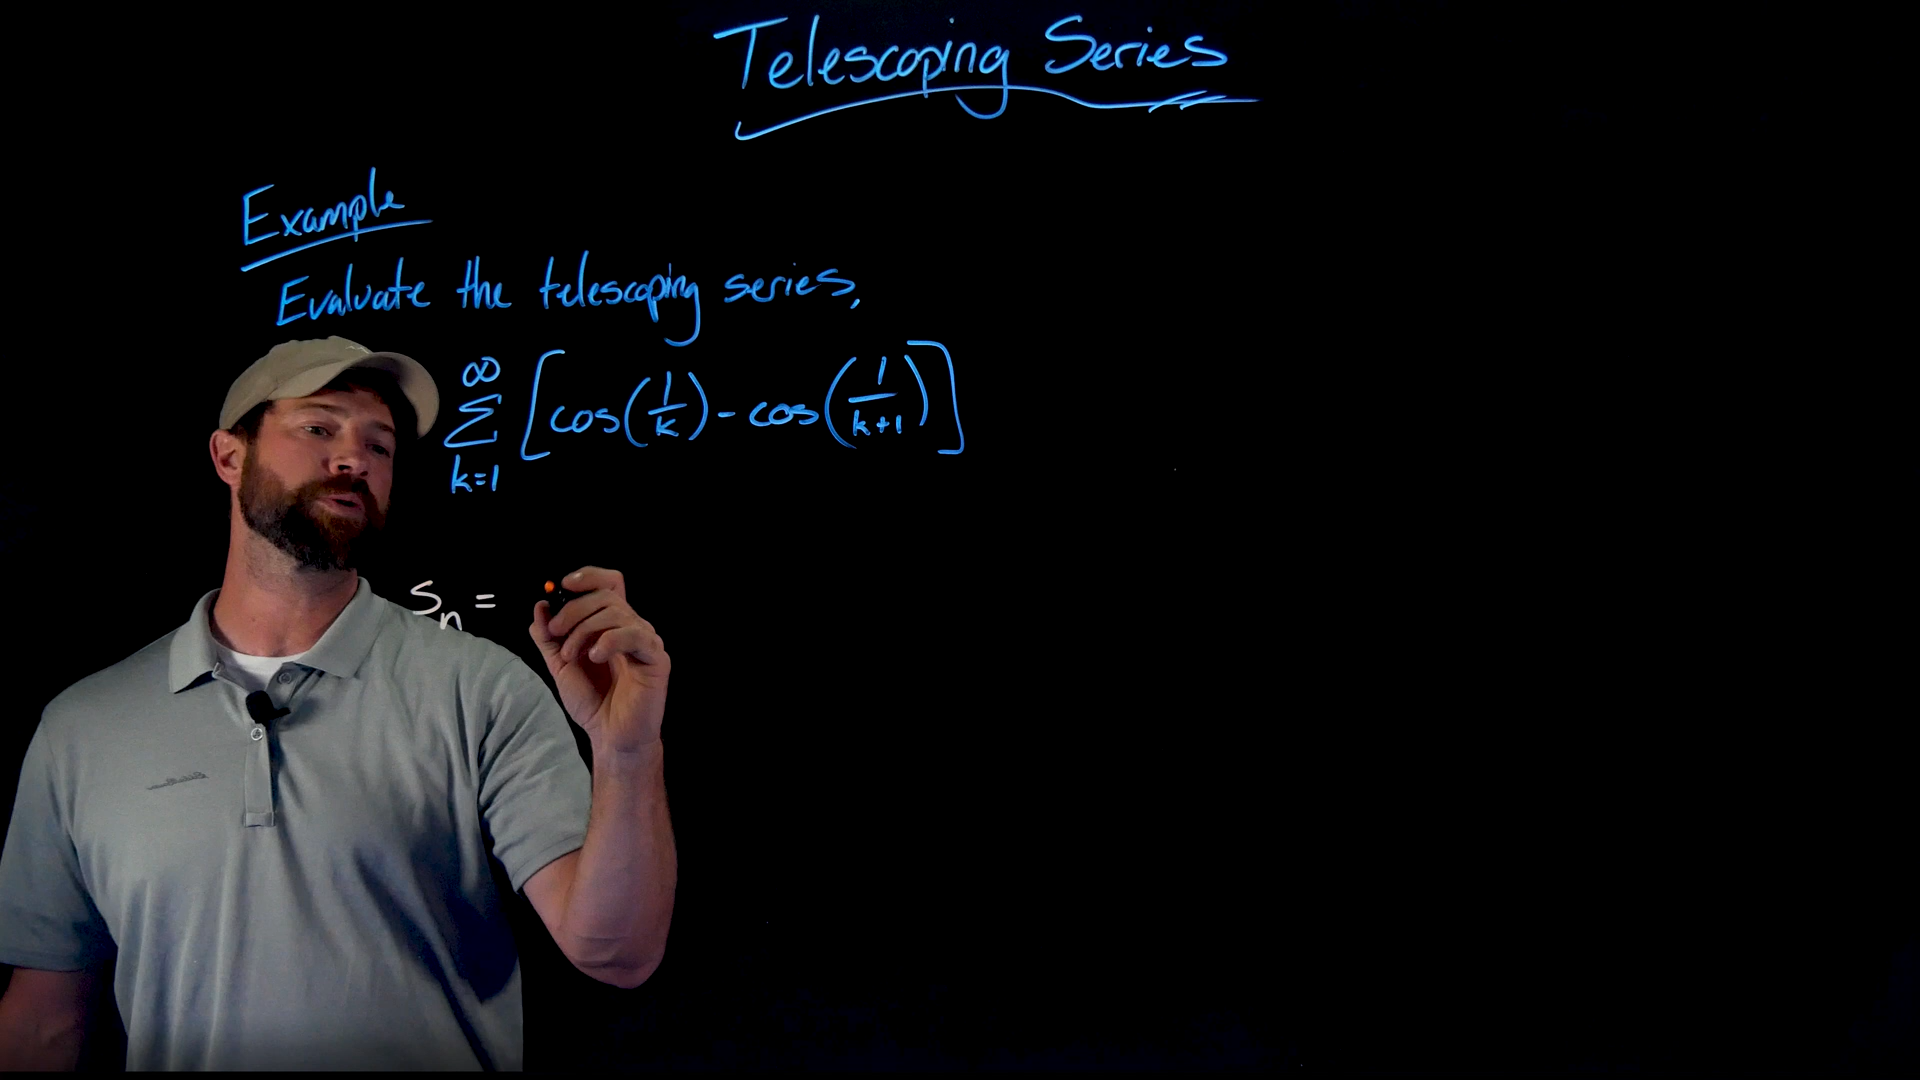 Telescoping Series
Example
Evaluate the telescoping series,
∞
∑ [cos(1/k) - cos(1/(k+1))]
k=1
Sn =